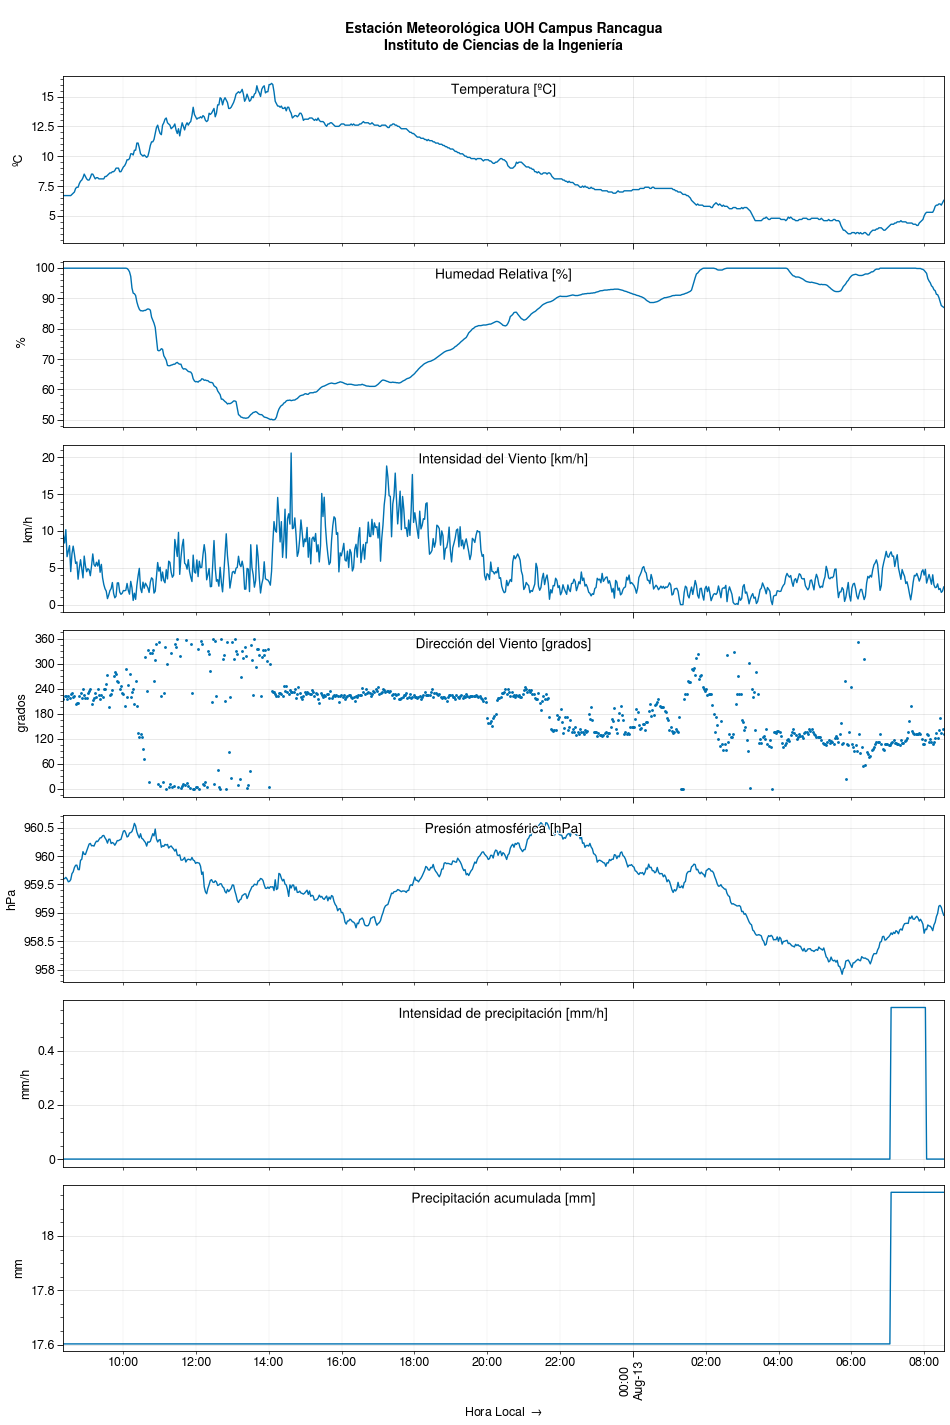 Estación Meteorológica UOH Campus Rancagua
Instituto de Ciencias de la Ingeniería
Temperatura [ºC]
15
12.5
10
7.5
5
ºC
Humedad Relativa [%]
100
90
80
70
60
50
%
Intensidad del Viento [km/h]
20
15
10
5
0
km/h
Dirección del Viento [grados]
360
300
240
180
120
60
0
grados
Presión atmosférica [hPa]
960.5
960
959.5
959
958.5
958
hPa
Intensidad de precipitación [mm/h]
0.4
0.2
0
mm/h
Precipitación acumulada [mm]
18
17.8
17.6
mm
10:00
12:00
14:00
16:00
18:00
20:00
22:00
00:00
Aug-13
02:00
04:00
06:00
08:00
Hora Local →